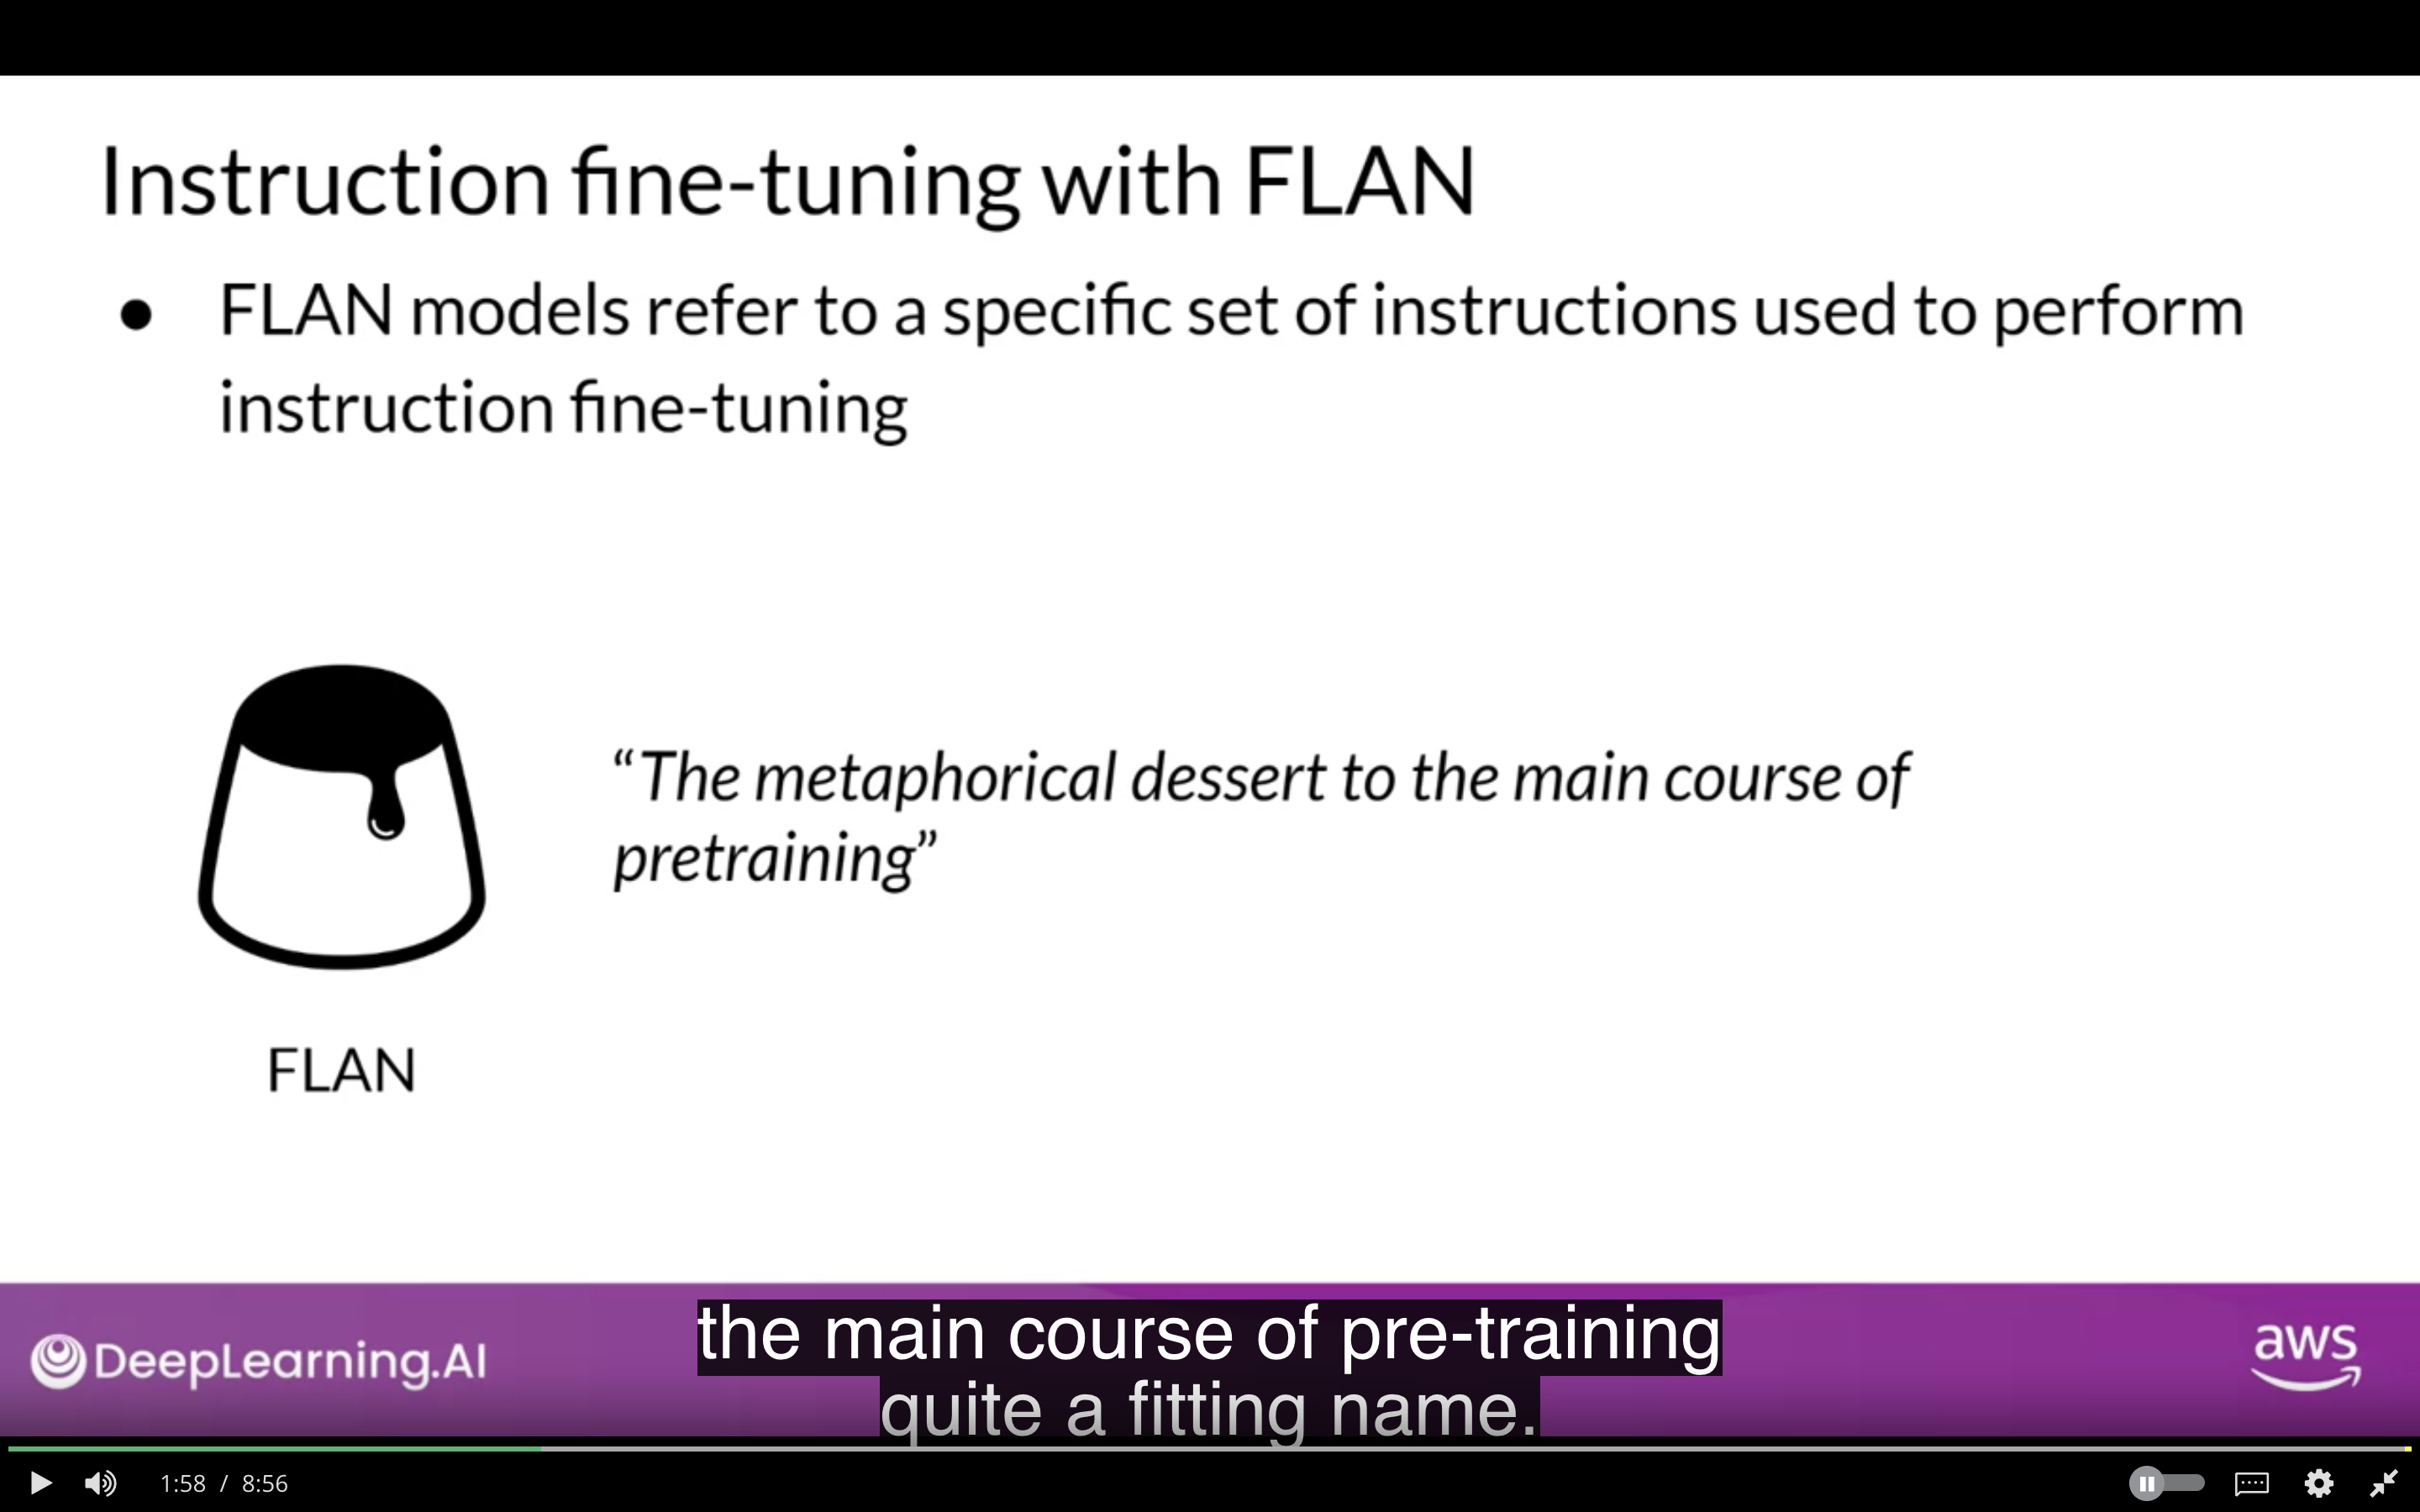 Instruction fine-tuning with FLAN
● FLAN models refer to a specific set of instructions used to perform
instruction fine-tuning
“The metaphorical dessert to the main course of
pretraining”
FLAN
the main course of pre-training
quite a fitting name.
DeepLearning.AI
aws
1:58 / 8:56